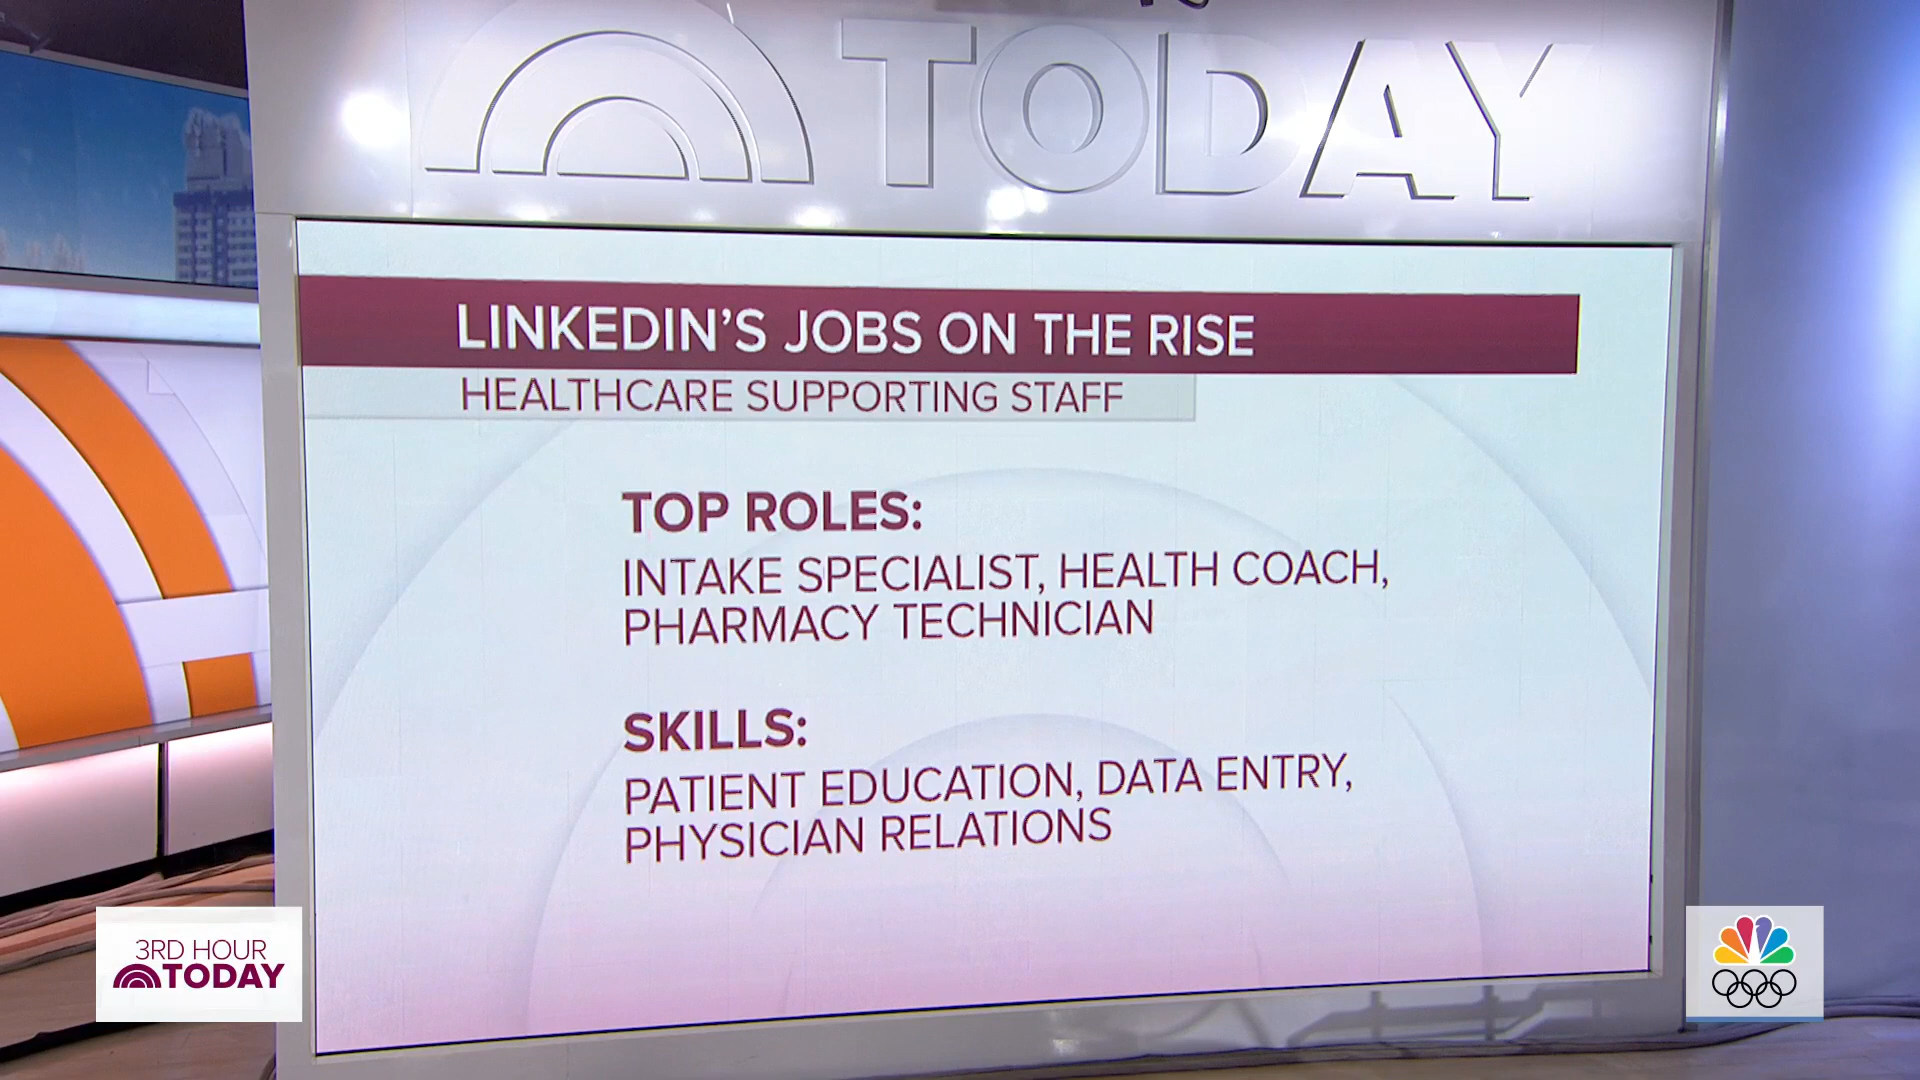 TODAY
LINKEDIN'S JOBS ON THE RISE
HEALTHCARE SUPPORTING STAFF
TOP ROLES:
INTAKE SPECIALIST, HEALTH COACH,
PHARMACY TECHNICIAN
SKILLS:
PATIENT EDUCATION, DATA ENTRY,
PHYSICIAN RELATIONS
3RD HOUR
TODAY